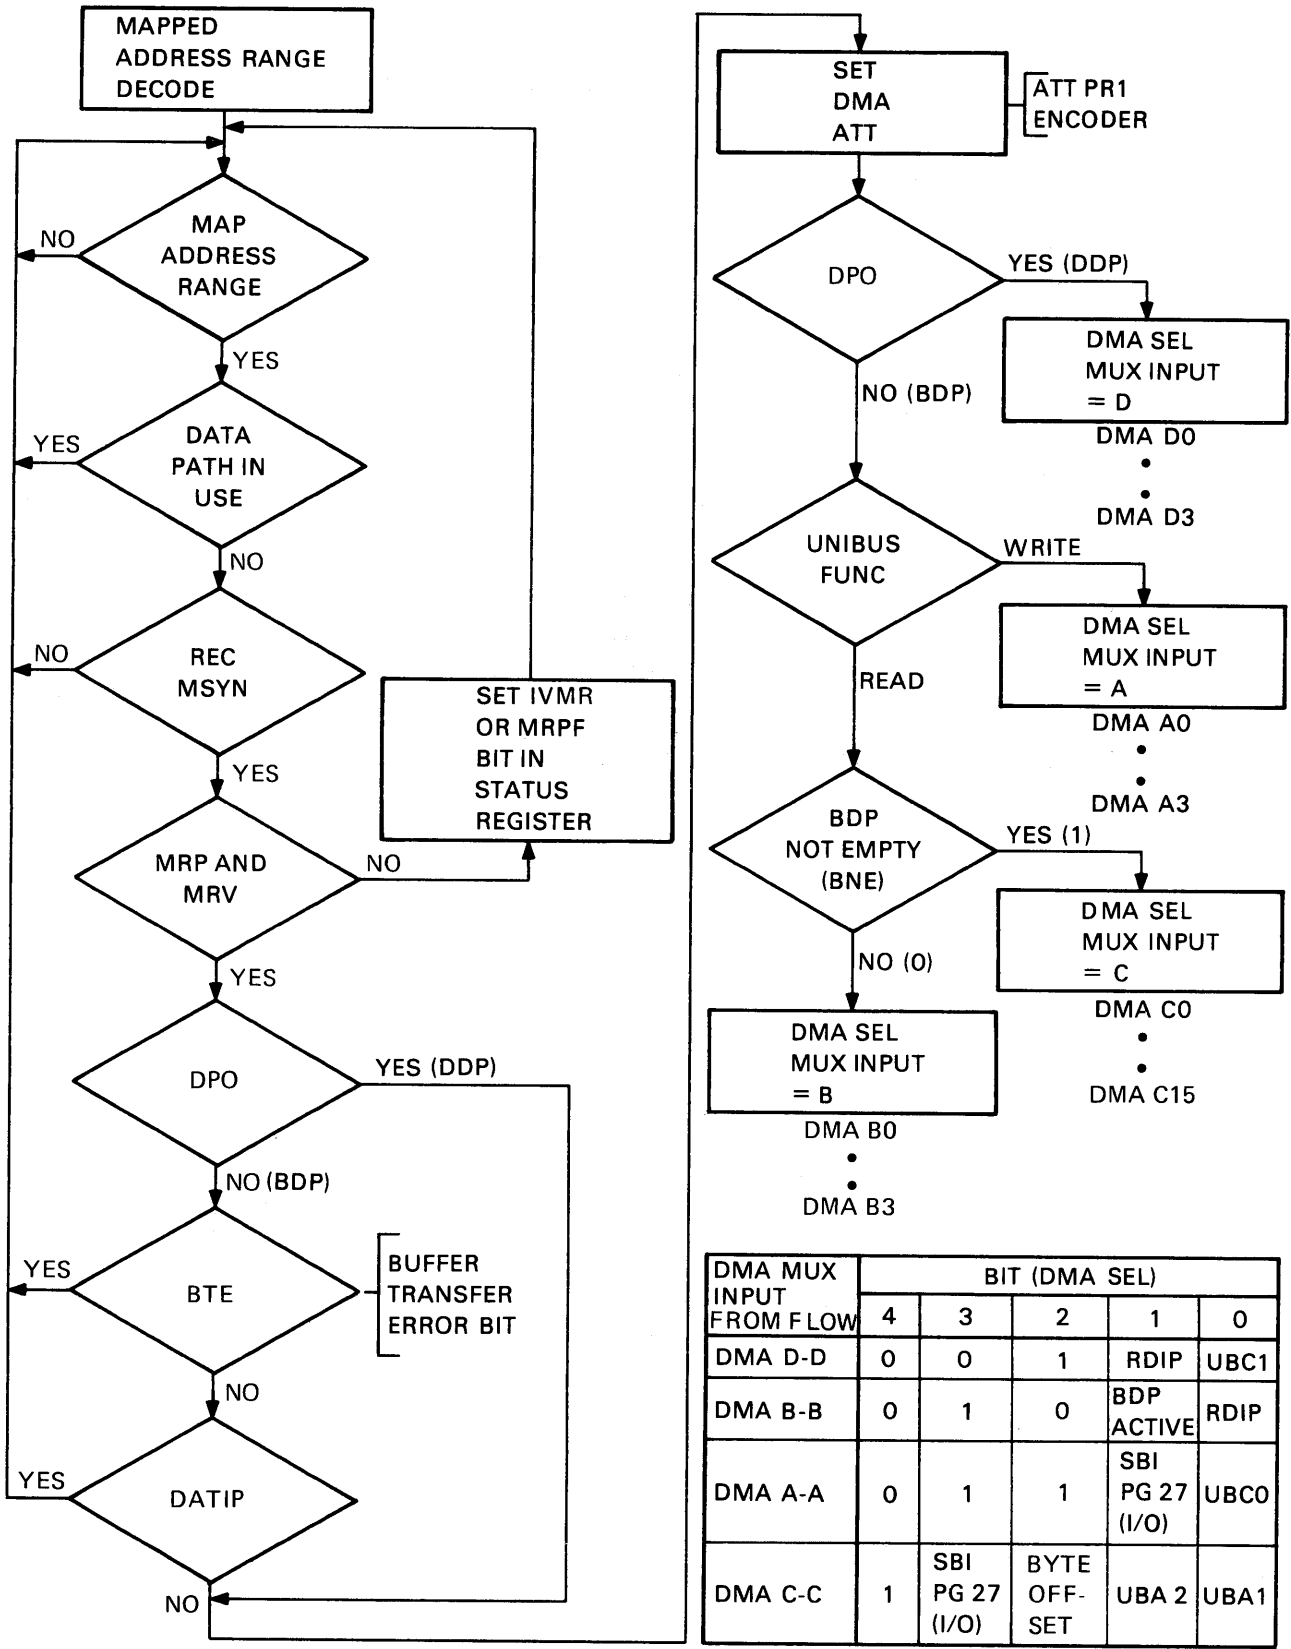 MAPPED
ADDRESS RANGE
DECODE
MAP
ADDRESS
RANGE
NO
YES
DATA
PATH IN
USE
YES
NO
REC
MSYN
NO
YES
SET IVMR
OR MRPF
BIT IN
STATUS
REGISTER
MRP AND
MRV
NO
YES
DPO
YES (DDP)
NO (BDP)
BTE
YES
BUFFER
TRANSFER
ERROR BIT
NO
DATIP
YES
NO
SET
DMA
ATT
ATT PR1
ENCODER
DPO
YES (DDP)
DMA SEL
MUX INPUT
= D
DMA D0
DMA D3
NO (BDP)
UNIBUS
FUNC
WRITE
DMA SEL
MUX INPUT
= A
DMA A0
DMA A3
READ
BDP
NOT EMPTY
(BNE)
YES (1)
DMA SEL
MUX INPUT
= C
DMA C0
DMA C15
NO (0)
DMA SEL
MUX INPUT
= B
DMA B0
DMA B3
DMA MUX
INPUT
FROM FLOW
BIT (DMA SEL)
4 3 2 1 0
DMA D-D 0 0 1 RDIP UBC1
DMA B-B 0 1 0 BDP ACTIVE RDIP
DMA A-A 0 1 1 SBI PG 27 (I/O) UBC0
DMA C-C 1 SBI PG 27 (I/O) BYTE OFF-SET UBA 2 UBA1